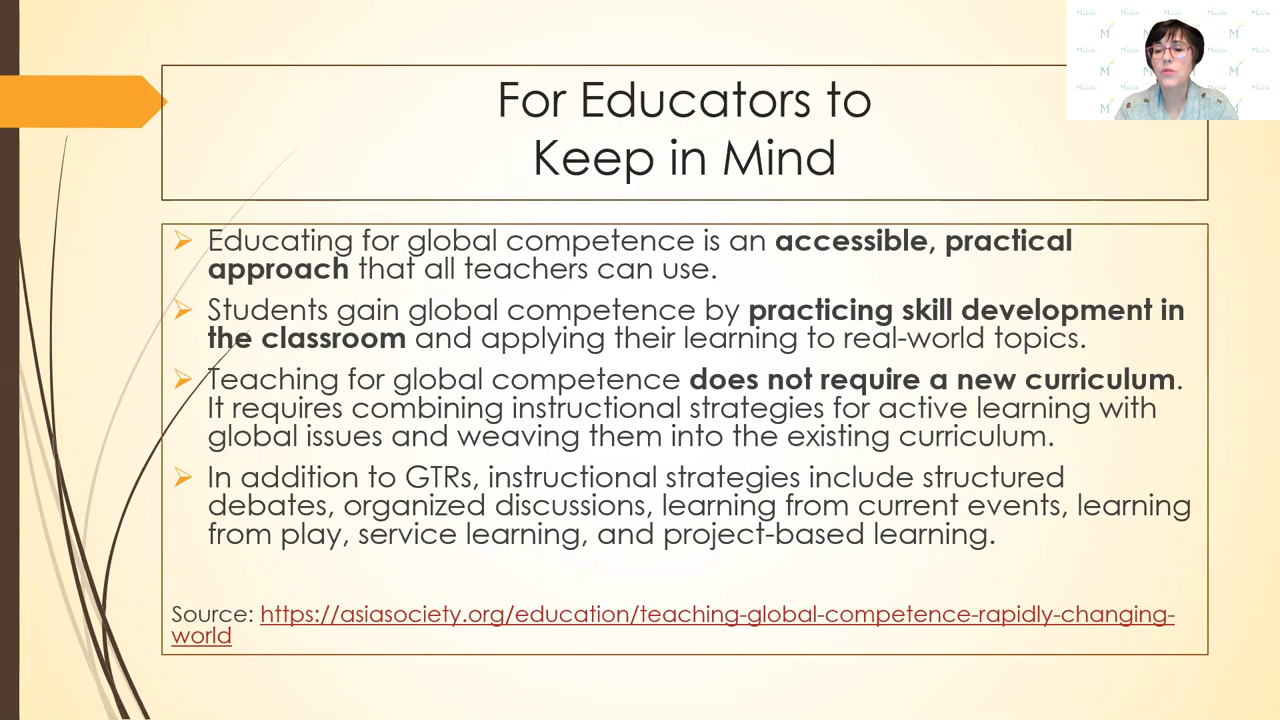 For Educators to
Keep in Mind
Educating for global competence is an accessible, practical
approach that all teachers can use.
Students gain global competence by practicing skill development in
the classroom and applying their learning to real-world topics.
Teaching for global competence does not require a new curriculum.
It requires combining instructional strategies for active learning with
global issues and weaving them into the existing curriculum.
In addition to GTRs, instructional strategies include structured
debates, organized discussions, learning from current events, learning
from play, service learning, and project-based learning.
Source: https://asiasociety.org/education/teaching-global-competence-rapidly-changing-
world